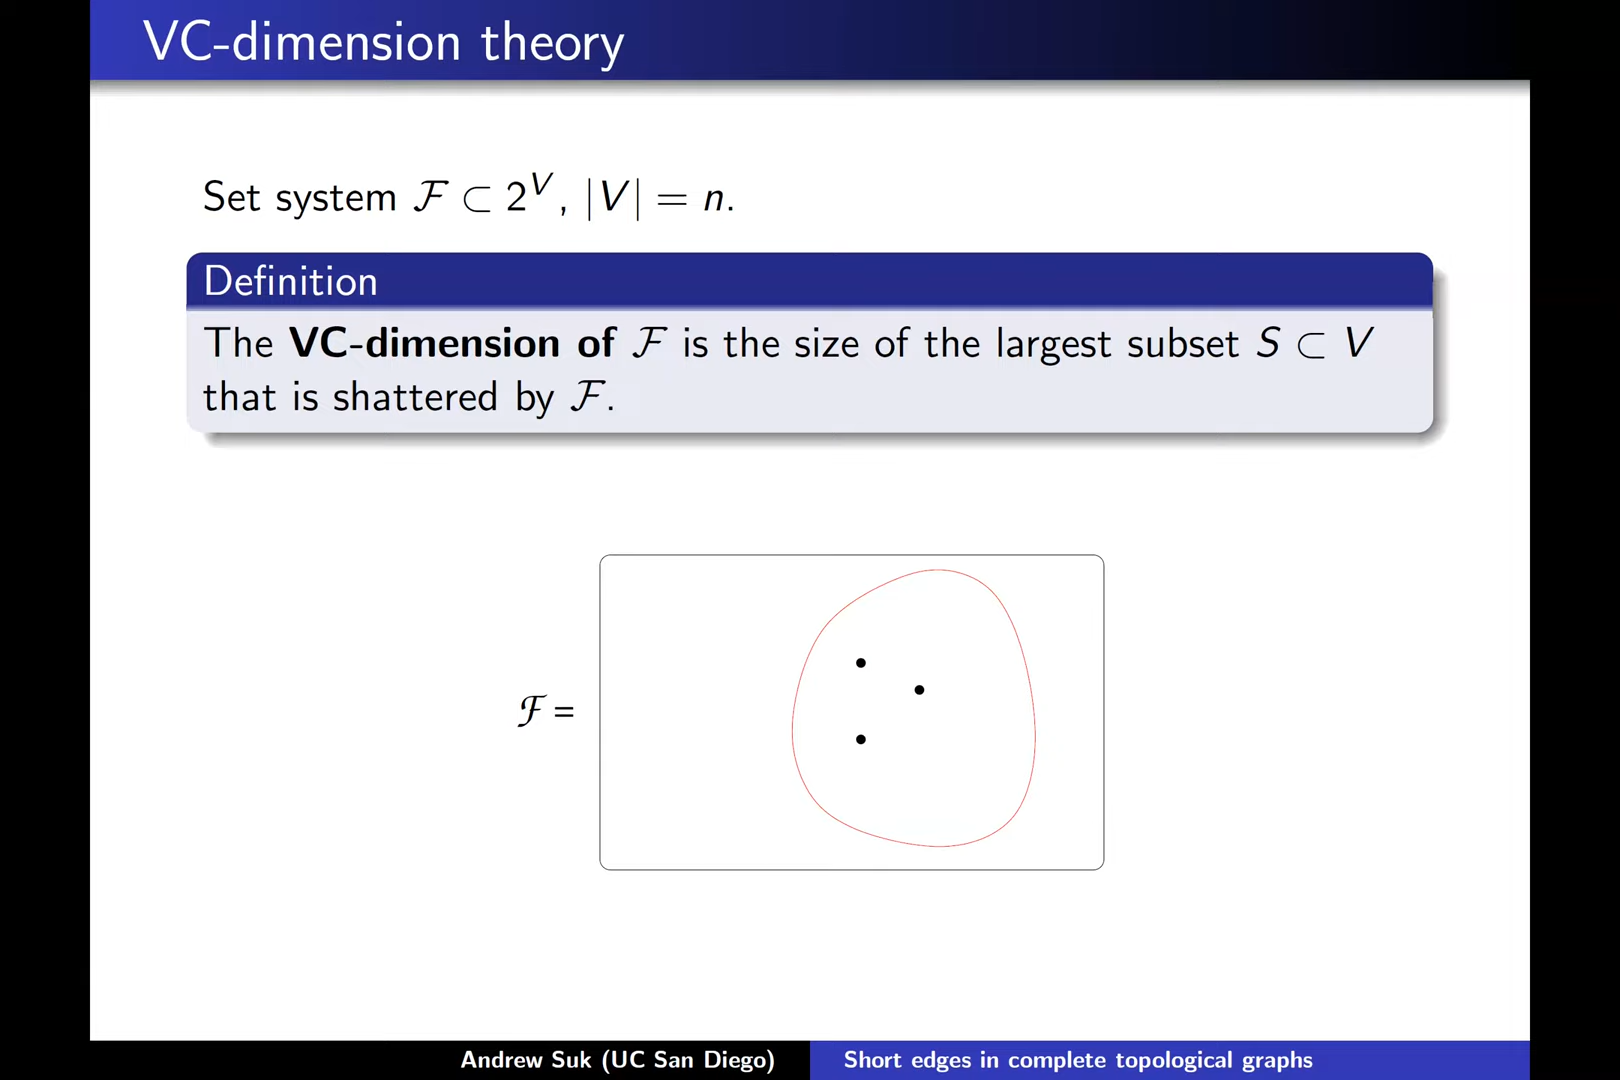 VC-dimension theory
Set system ℱ ⊂ 2^V, |V| = n.
Definition
The VC-dimension of ℱ is the size of the largest subset S ⊂ V
that is shattered by ℱ.
ℱ =
Andrew Suk (UC San Diego)
Short edges in complete topological graphs